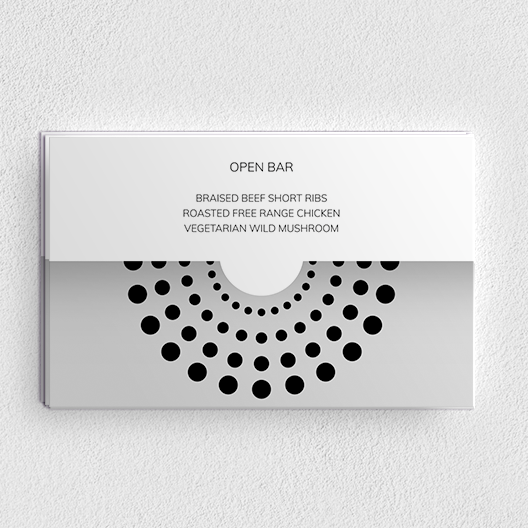 OPEN BAR
BRAISED BEEF SHORT RIBS
ROASTED FREE RANGE CHICKEN
VEGETARIAN WILD MUSHROOM